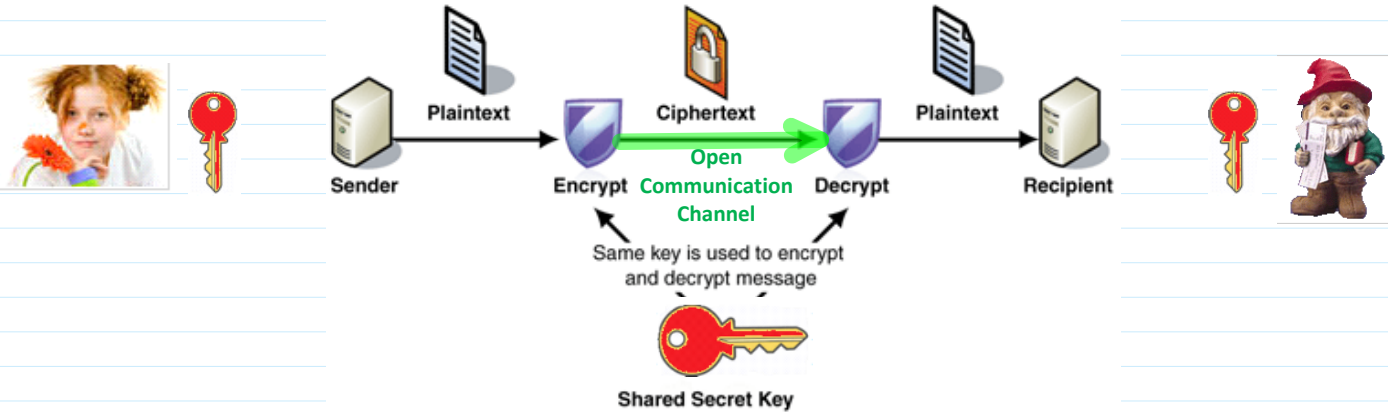 Plaintext
Ciphertext
Plaintext
Sender
Encrypt
Open
Communication
Channel
Decrypt
Recipient
Same key is used to encrypt
and decrypt message
Shared Secret Key